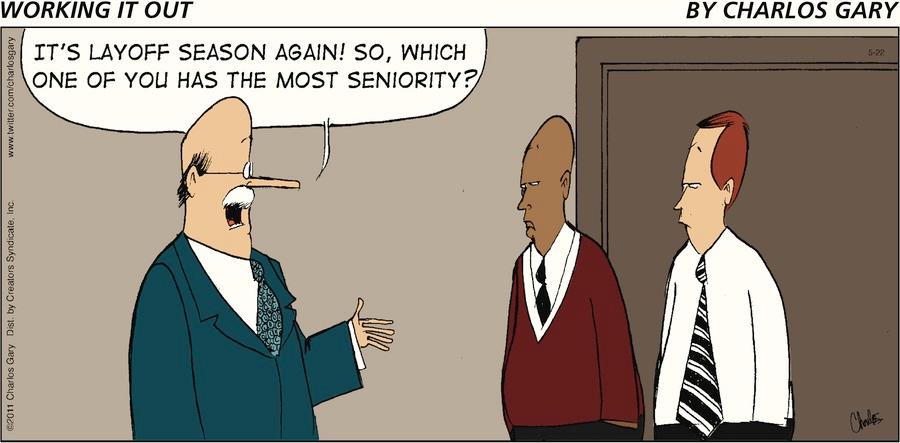 WORKING IT OUT
BY CHARLOS GARY
IT'S LAYOFF SEASON AGAIN! SO, WHICH
ONE OF YOU HAS THE MOST SENIORITY?
5-22
www.twitter.com/charlosgary
©2011 Charlos Gary Dist. by Creators Syndicate, Inc.